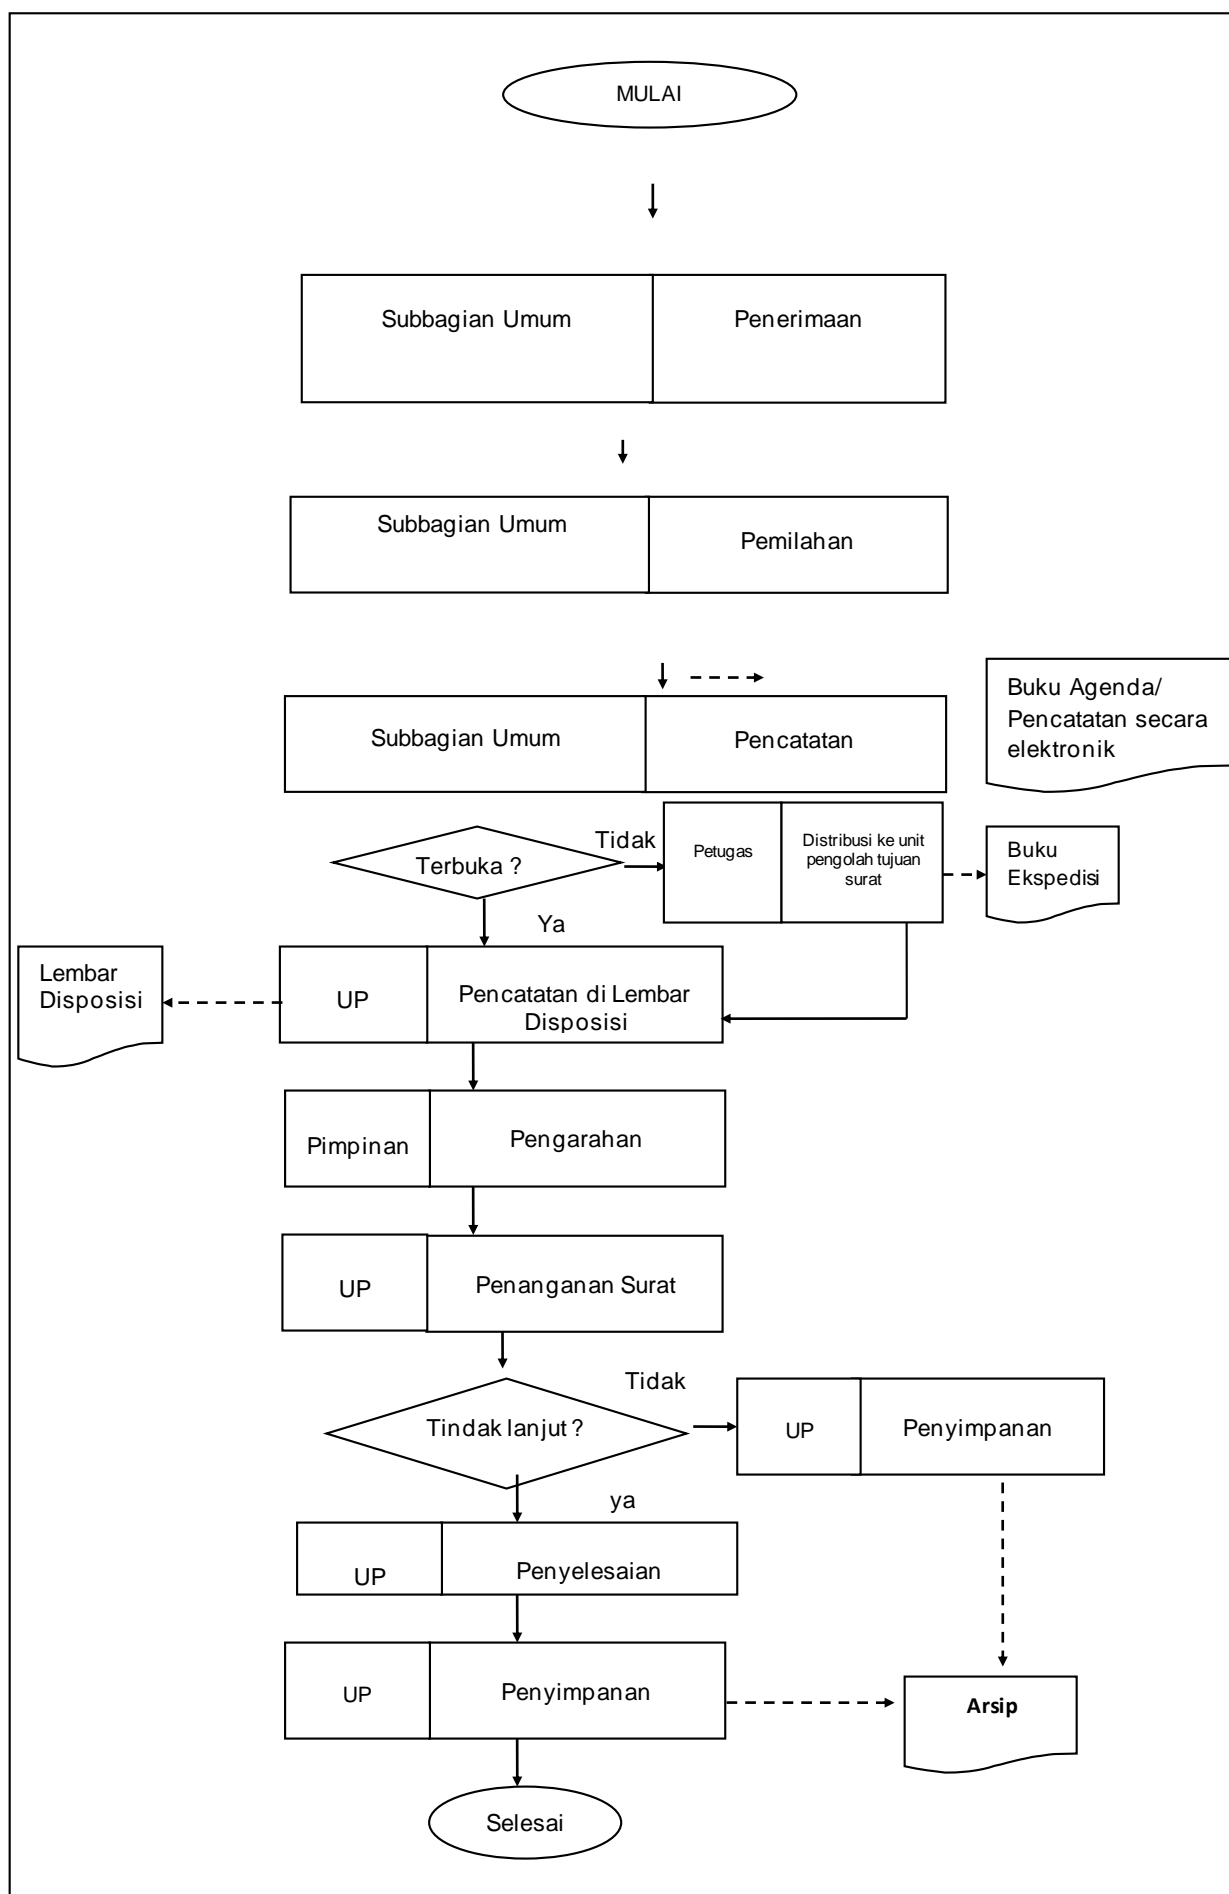 MULAI
Subbagian Umum
Penerimaan
Subbagian Umum
Pemilahan
Buku Agenda/
Pencatatan secara
elektronik
Subbagian Umum
Pencatatan
Terbuka ?
Tidak
Petugas
Distribusi ke unit
pengolah tujuan
surat
Buku
Ekspedisi
Ya
Lembar
Disposisi
UP
Pencatatan di Lembar
Disposisi
Pimpinan
Pengarahan
UP
Penanganan Surat
Tindak lanjut ?
Tidak
UP
Penyimpanan
ya
UP
Penyelesaian
UP
Penyimpanan
Arsip
Selesai